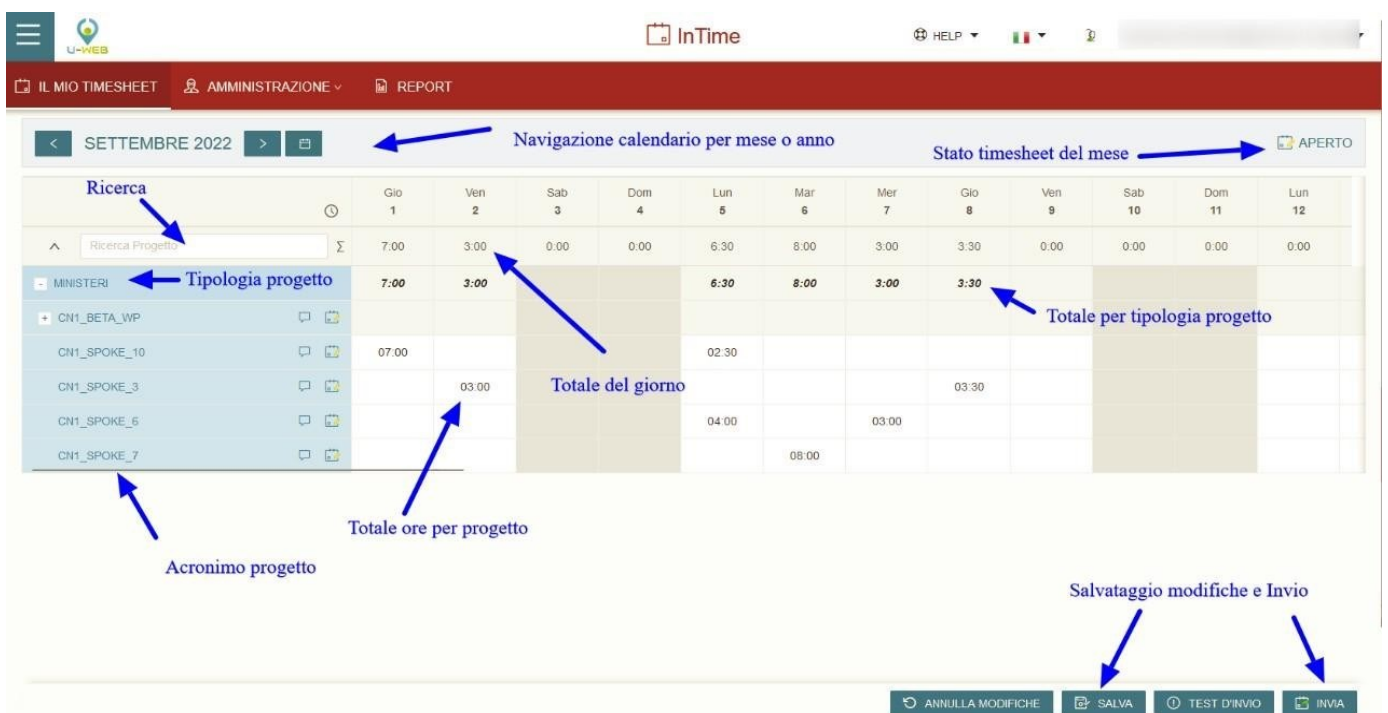 U-WEB
InTime
HELP
IL MIO TIMESHEET AMMINISTRAZIONE REPORT
< SETTEMBRE 2022 >
Navigazione calendario per mese o anno
Stato timesheet del mese
APERTO
Ricerca
Gio Ven Sab Dom Lun Mar Mer Gio Ven Sab Dom Lun
1 2 3 4 5 6 7 8 9 10 11 12
Ricerca Progetto Σ 7:00 3:00 0:00 0:00 6:30 8:00 3:00 3:30 0:00 0:00 0:00 0:00
- MINISTERI 7:00 3:00 6:30 8:00 3:00 3:30
Tipologia progetto
Totale per tipologia progetto
+ CN1_BETA_WP
CN1_SPOKE_10 07:00 02:30
CN1_SPOKE_3 03:00 03:30
Totale del giorno
CN1_SPOKE_6 04:00 03:00
CN1_SPOKE_7 08:00
Totale ore per progetto
Acronimo progetto
Salvataggio modifiche e Invio
ANNULLA MODIFICHE SALVA TEST D'INVIO INVIA